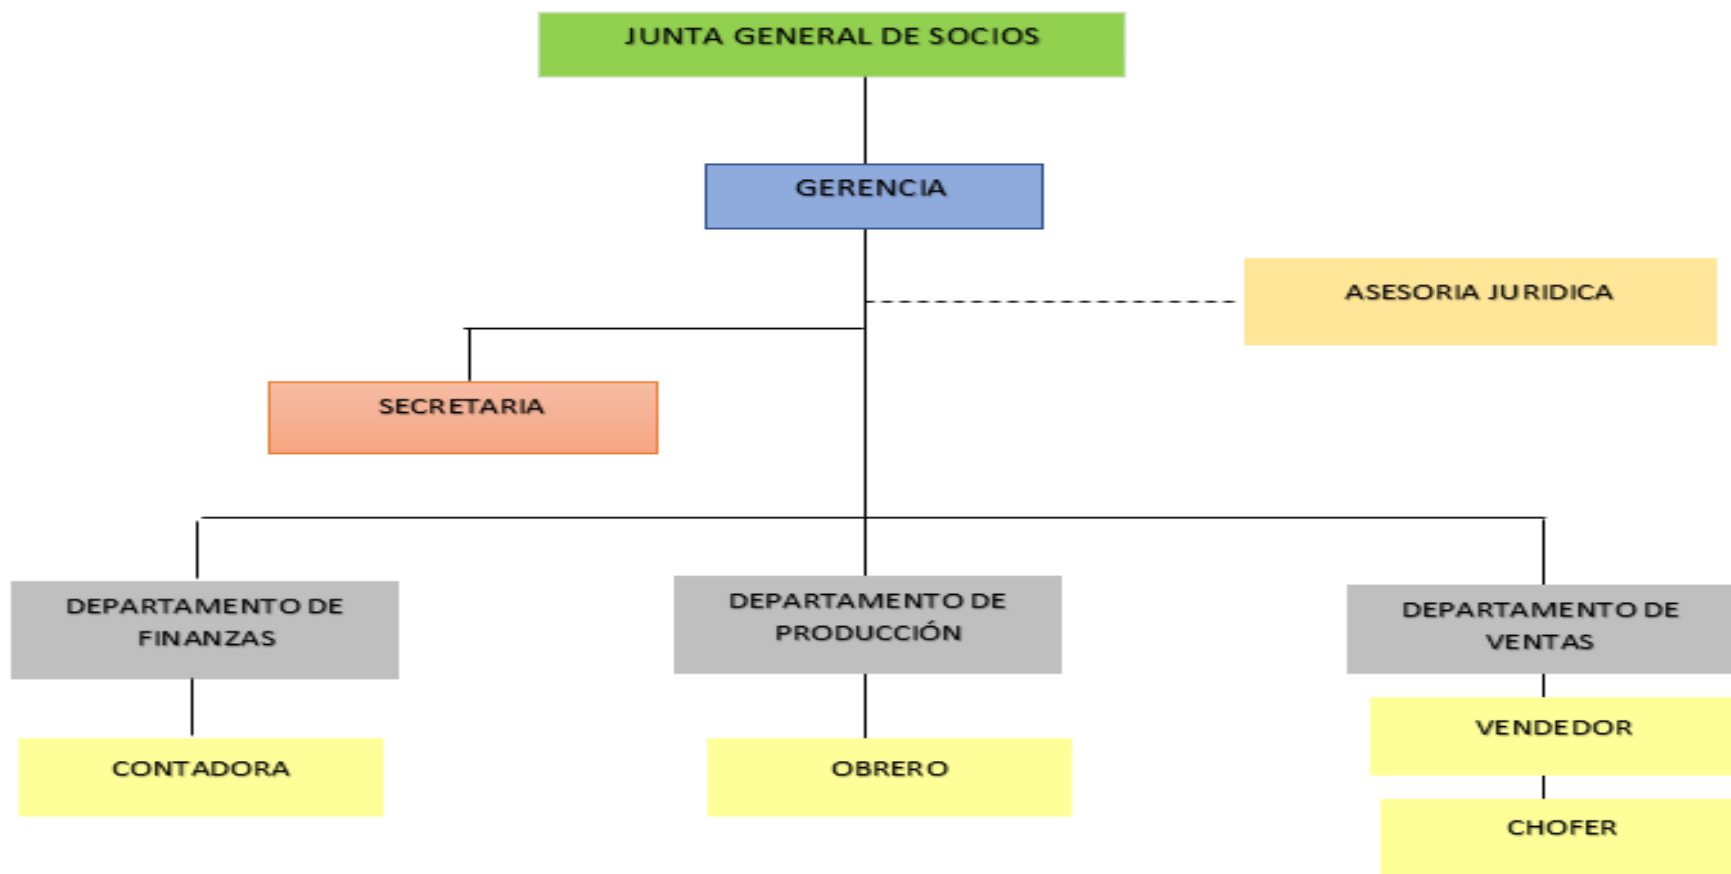 JUNTA GENERAL DE SOCIOS
GERENCIA
ASESORIA JURIDICA
SECRETARIA
DEPARTAMENTO DE
FINANZAS
DEPARTAMENTO DE
PRODUCCIÓN
DEPARTAMENTO DE
VENTAS
CONTADORA
OBRERO
VENDEDOR
CHOFER